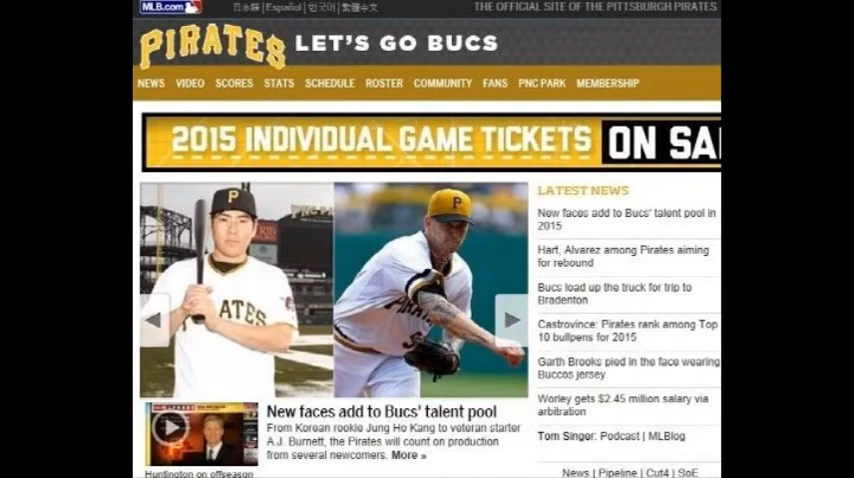 MLB.com 日本語 | Español | 한국어 | 繁體中文 THE OFFICIAL SITE OF THE PITTSBURGH PIRATES
PIRATES LET'S GO BUCS
NEWS VIDEO SCORES STATS SCHEDULE ROSTER COMMUNITY FANS PNC PARK MEMBERSHIP
2015 INDIVIDUAL GAME TICKETS ON SA
P
PIRATES
P
LATEST NEWS
New faces add to Bucs' talent pool in
2015
Hart, Alvarez among Pirates aiming
for rebound
Bucs load up the truck for trip to
Bradenton
Castrovince: Pirates rank among Top
10 bullpens for 2015
Garth Brooks pied in the face wearing
Buccos jersey
Worley gets $2.45 million salary via
arbitration
Tom Singer: Podcast | MLBlog
News | Pipeline | Cut4 | SoE
New faces add to Bucs' talent pool
From Korean rookie Jung Ho Kang to veteran starter
A.J. Burnett, the Pirates will count on production
from several newcomers. More »
Huntington on offseason